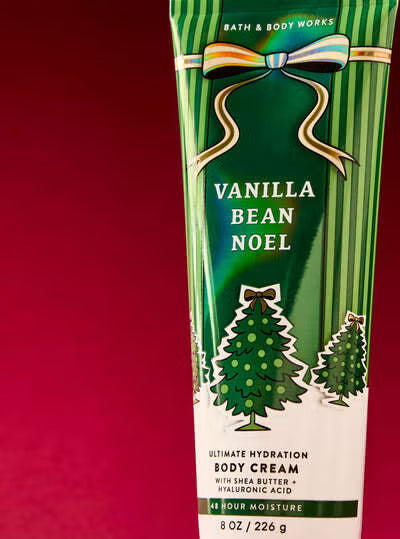 BATH & BODY WORKS
VANILLA
BEAN
NOEL
ULTIMATE HYDRATION
BODY CREAM
WITH SHEA BUTTER +
HYALURONIC ACID
48 HOUR MOISTURE
8 OZ / 226 g